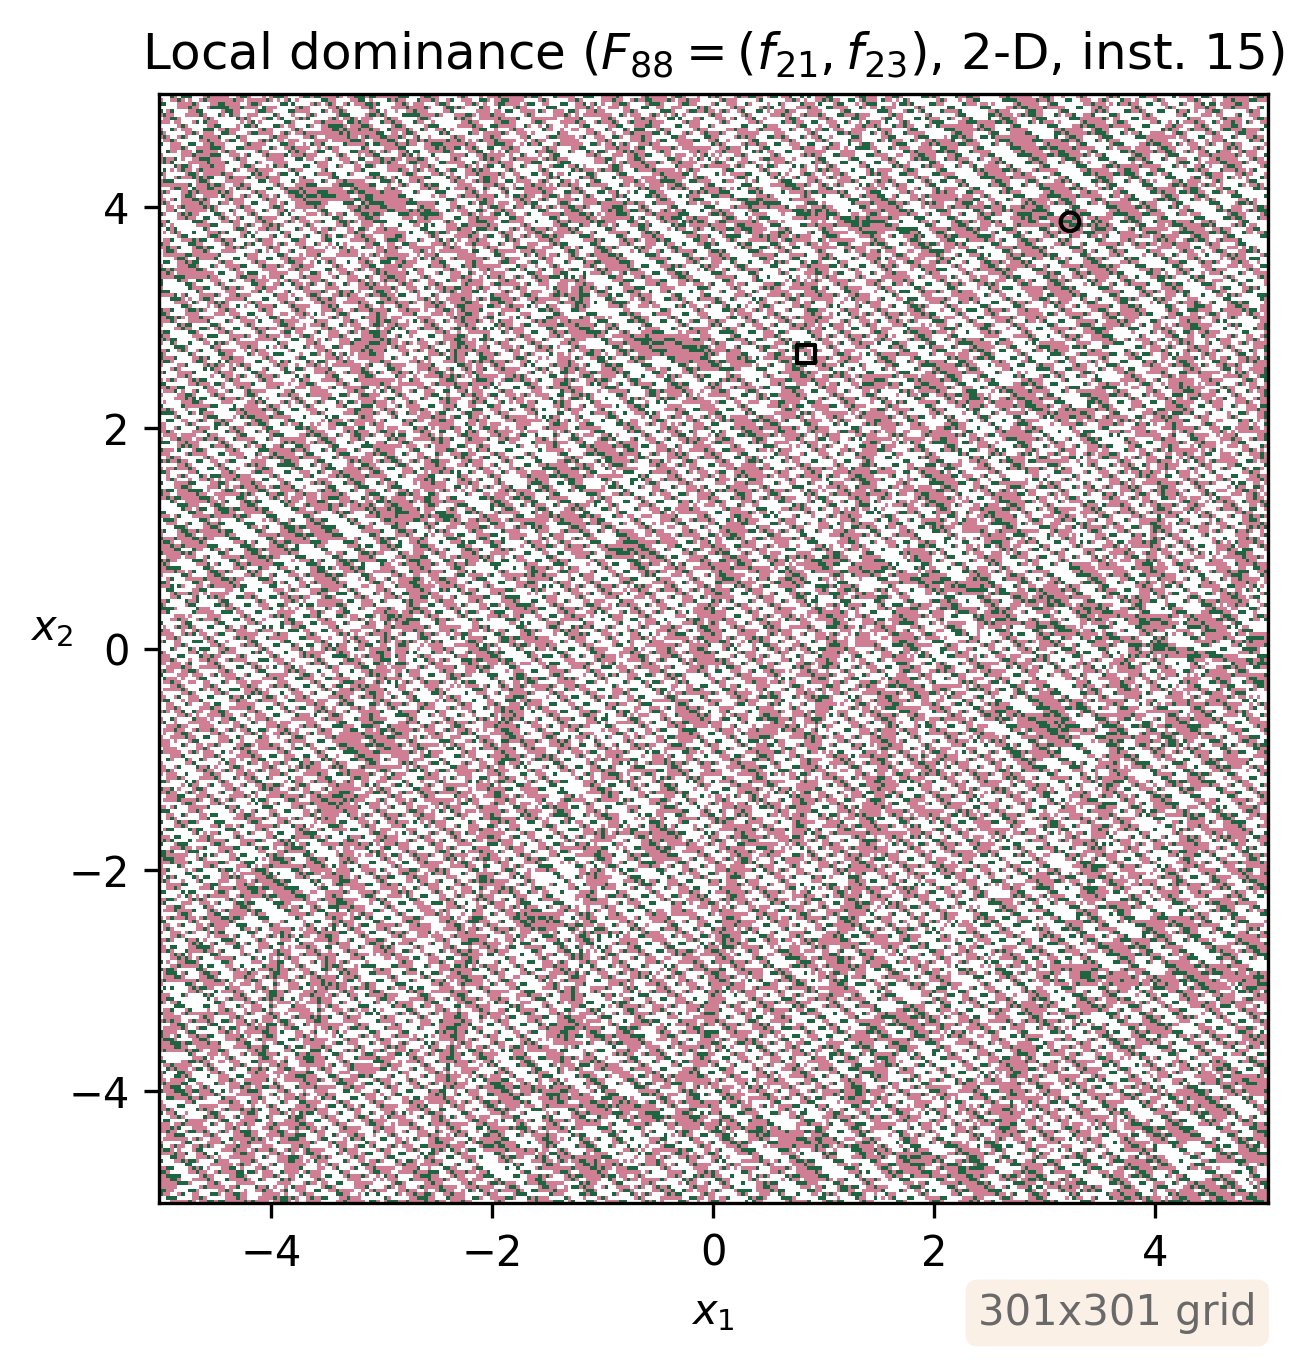 Local dominance (F₈₈ = (f₂₁, f₂₃), 2-D, inst. 15)
4
2
0
−2
−4
x₂
−4
−2
0
2
4
x₁
301x301 grid